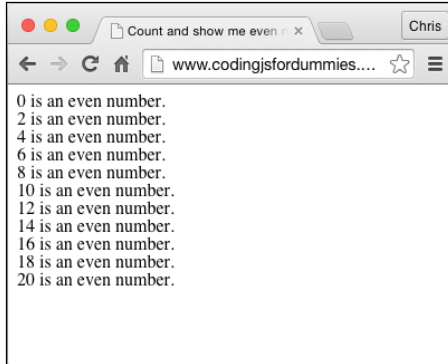 Count and show me even n
Chris
www.codingjsfordummies....
0 is an even number.
2 is an even number.
4 is an even number.
6 is an even number.
8 is an even number.
10 is an even number.
12 is an even number.
14 is an even number.
16 is an even number.
18 is an even number.
20 is an even number.